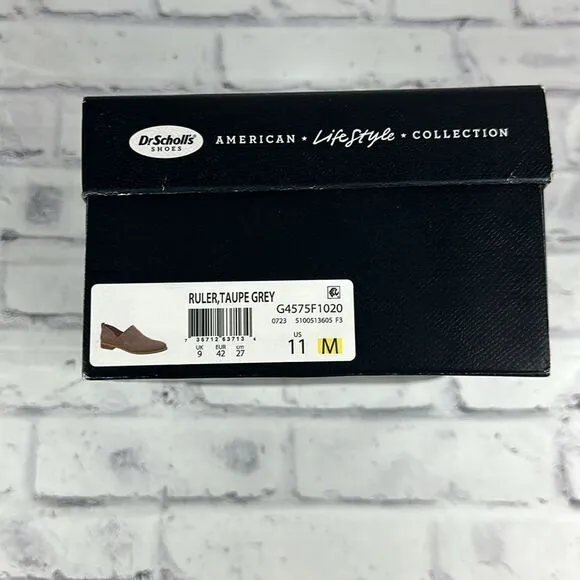 DrScholl's
SHOES
AMERICAN ★ LifeStyle ★ COLLECTION
RULER,TAUPE GREY
G4575F1020
0723 5100513605 F3
7 36712 63713 4
UK EUR cm
9 42 27
US
11 M